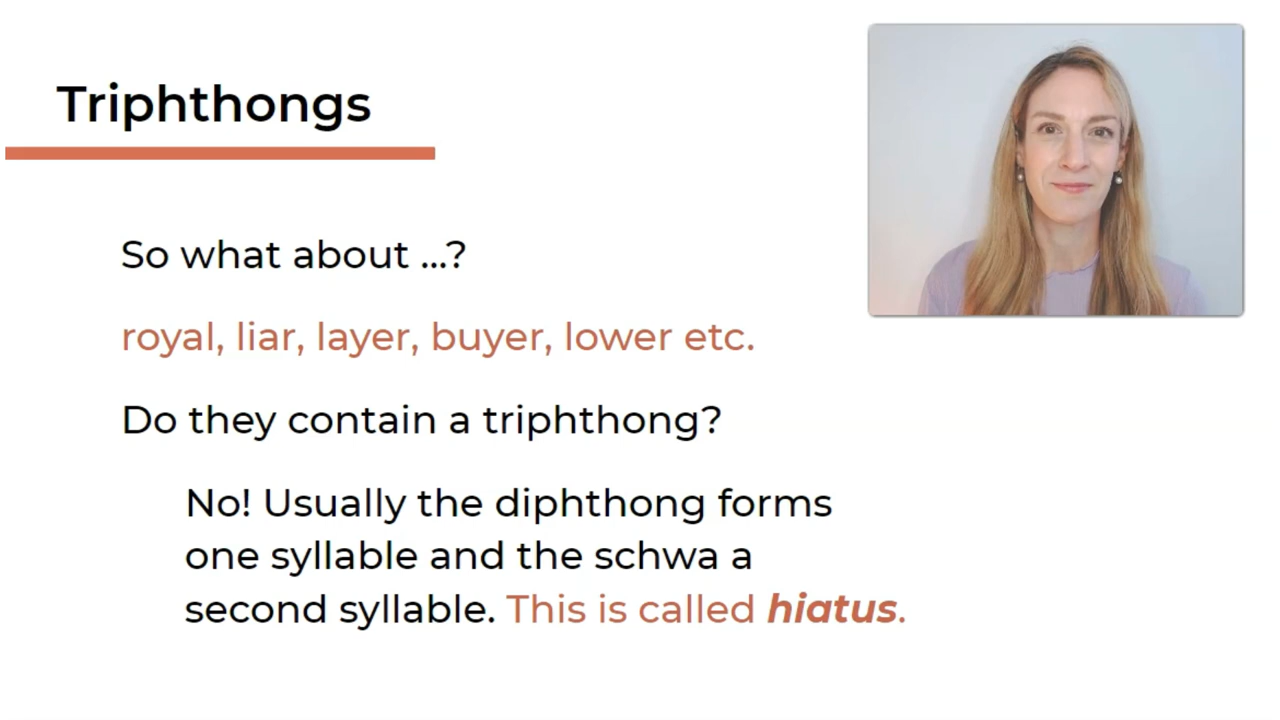 Triphthongs
So what about ...?
royal, liar, layer, buyer, lower etc.
Do they contain a triphthong?
No! Usually the diphthong forms
one syllable and the schwa a
second syllable. This is called hiatus.